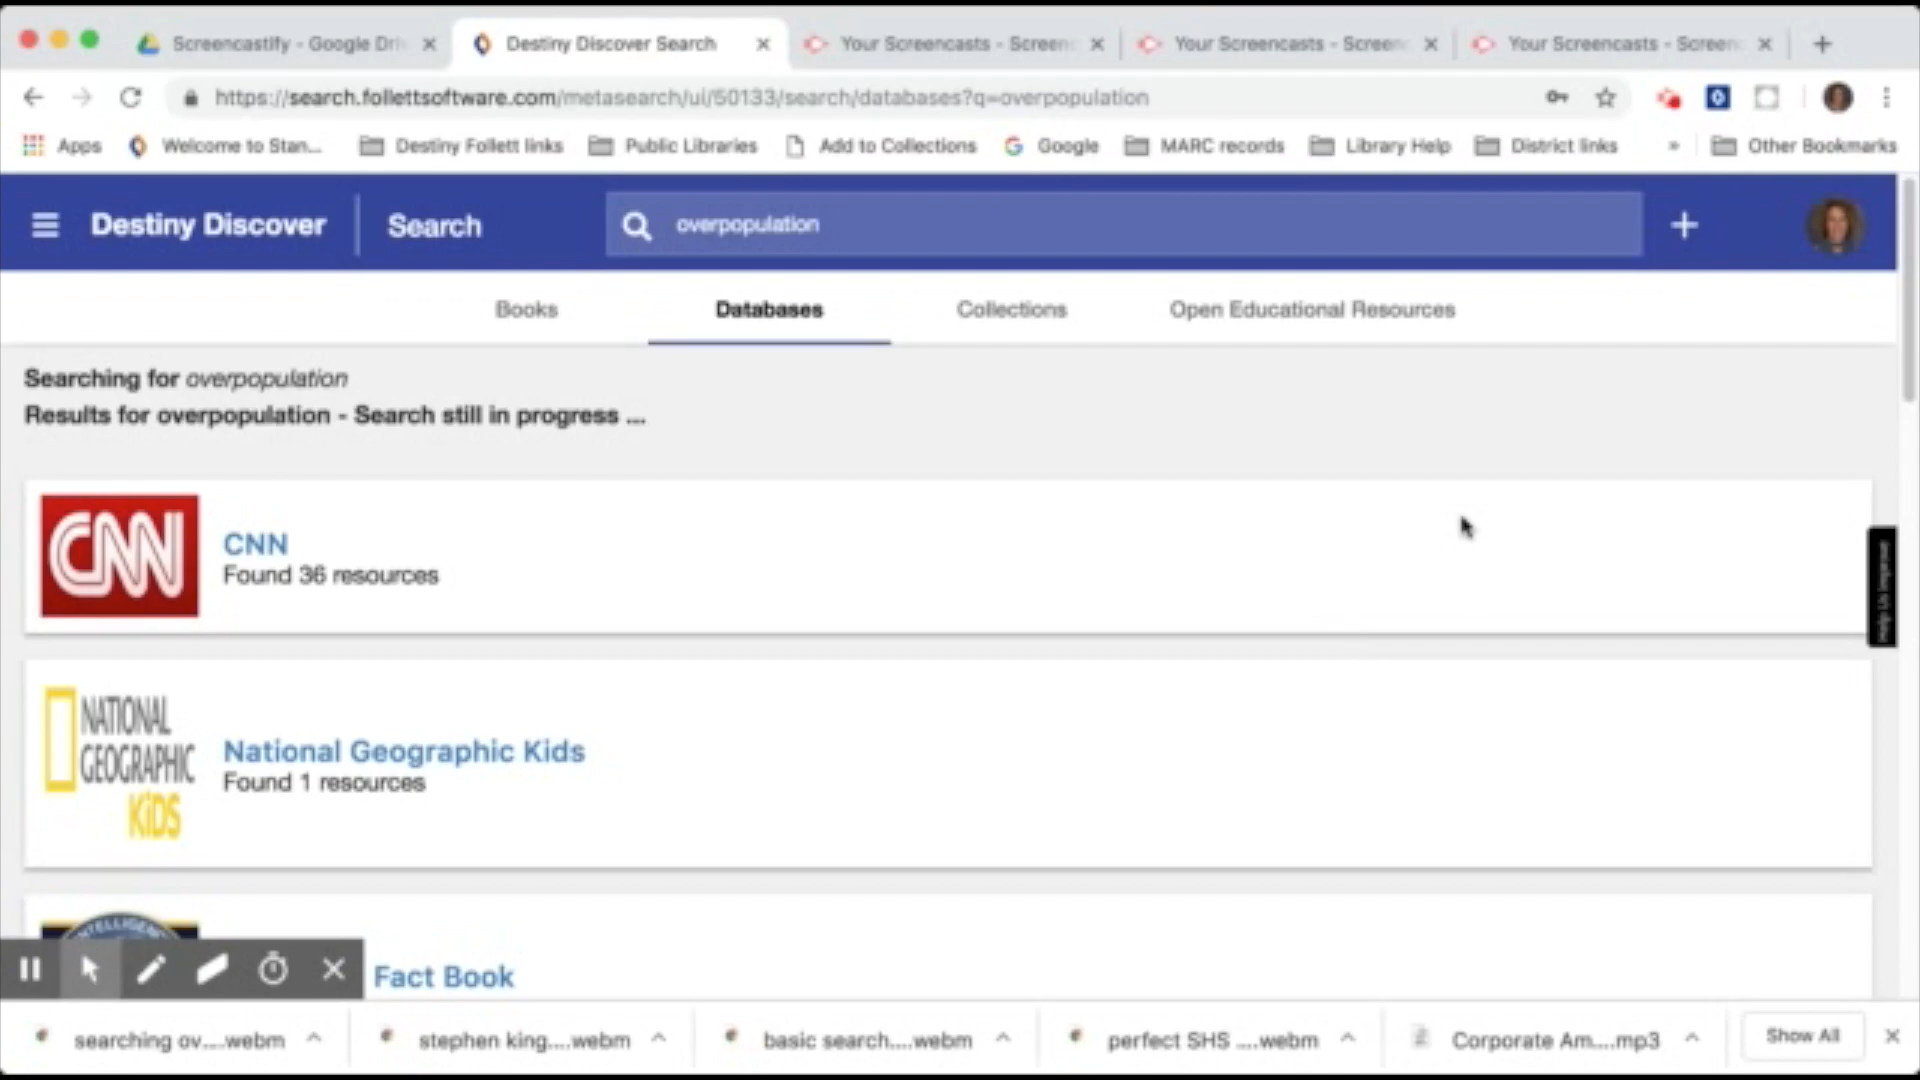 Screencastify - Google Dri
Destiny Discover Search
Your Screencasts - Screen
Your Screencasts - Screen
Your Screencasts - Screen
https://search.follettsoftware.com/metasearch/ui/50133/search/databases?q=overpopulation
Apps
Welcome to Stan...
Destiny Follett links
Public Libraries
Add to Collections
Google
MARC records
Library Help
District links
»
Other Bookmarks
Destiny Discover
Search
overpopulation
Books
Databases
Collections
Open Educational Resources
Searching for overpopulation
Results for overpopulation - Search still in progress ...
CNN
CNN
Found 36 resources
Help Us Improve
NATIONAL
GEOGRAPHIC
KiDS
National Geographic Kids
Found 1 resources
INTELLIGENC
Fact Book
searching ov....webm
stephen king....webm
basic search....webm
perfect SHS ....webm
Corporate Am....mp3
Show All